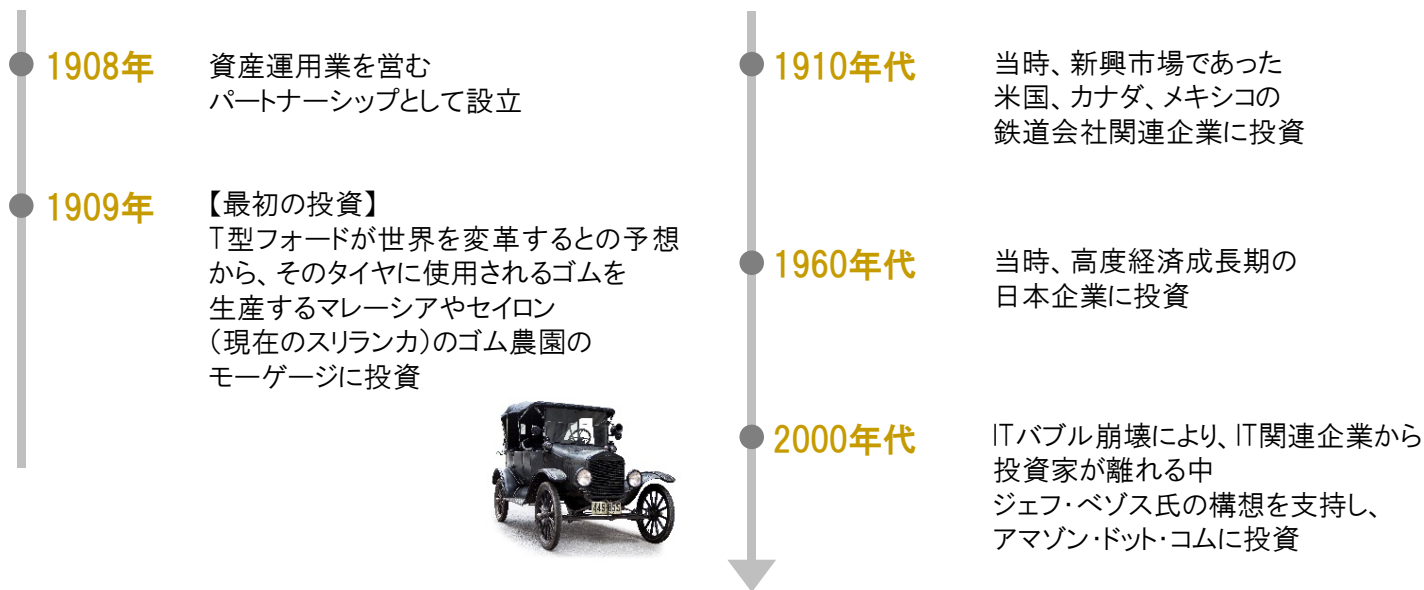 1908年
資産運用業を営む
パートナーシップとして設立
1909年
【最初の投資】
T型フォードが世界を変革するとの予想
から、そのタイヤに使用されるゴムを
生産するマレーシアやセイロン
（現在のスリランカ）のゴム農園の
モーゲージに投資
1910年代
当時、新興市場であった
米国、カナダ、メキシコの
鉄道会社関連企業に投資
1960年代
当時、高度経済成長期の
日本企業に投資
2000年代
ITバブル崩壊により、IT関連企業から
投資家が離れる中
ジェフ・ベゾス氏の構想を支持し、
アマゾン・ドット・コムに投資